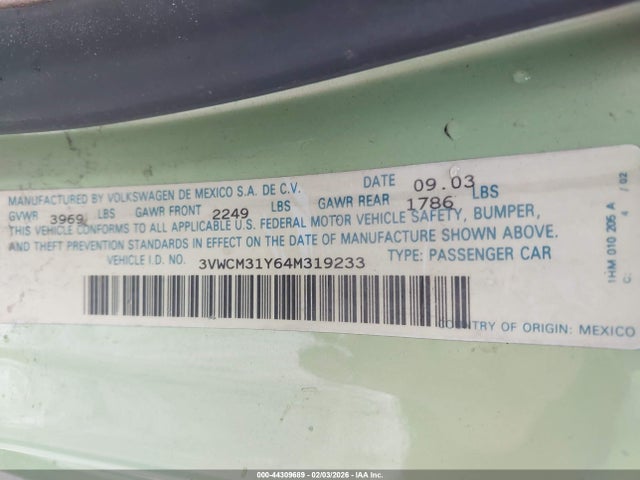 MANUFACTURED BY VOLKSWAGEN DE MEXICO S.A. DE C.V. DATE 09.03
GVWR 3969 LBS GAWR FRONT 2249 LBS GAWR REAR 1786 LBS
THIS VEHICLE CONFORMS TO ALL APPLICABLE U.S. FEDERAL MOTOR VEHICLE SAFETY, BUMPER,
AND THEFT PREVENTION STANDARDS IN EFFECT ON THE DATE OF MANUFACTURE SHOWN ABOVE.
VEHICLE I.D. NO. 3VWCM31Y64M319233 TYPE: PASSENGER CAR
COUNTRY OF ORIGIN: MEXICO
1HM 010 205 A
C: 4 / 02
000-44309689 - 02/03/2026 - IAA Inc.